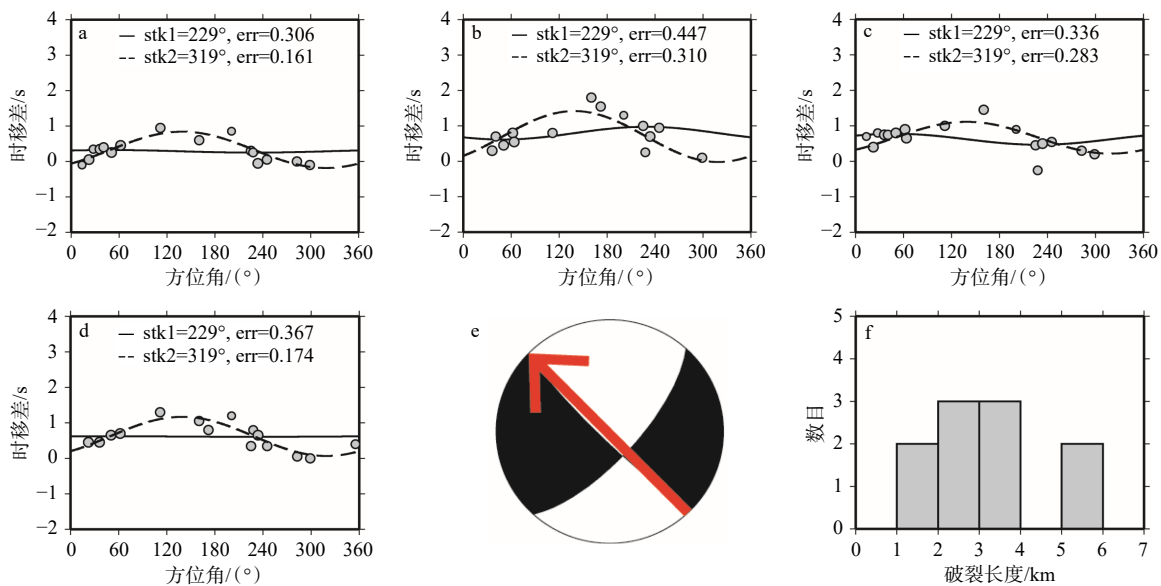 a
stk1=229°, err=0.306
stk2=319°, err=0.161
时移差/s
4
3
2
1
0
−1
−2
0 60 120 180 240 300 360
方位角/(°)
b
stk1=229°, err=0.447
stk2=319°, err=0.310
时移差/s
4
3
2
1
0
−1
−2
0 60 120 180 240 300 360
方位角/(°)
c
stk1=229°, err=0.336
stk2=319°, err=0.283
时移差/s
4
3
2
1
0
−1
−2
0 60 120 180 240 300 360
方位角/(°)
d
stk1=229°, err=0.367
stk2=319°, err=0.174
时移差/s
4
3
2
1
0
−1
−2
0 60 120 180 240 300 360
方位角/(°)
e
f
数目
5
4
3
2
1
0
0 1 2 3 4 5 6 7
破裂长度/km